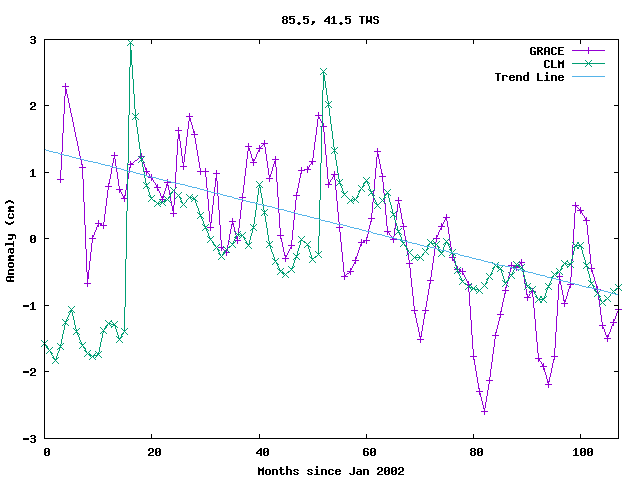 85.5, 41.5 TWS
GRACE
CLM
Trend Line
3
2
1
0
-1
-2
-3
Anomaly (cm)
0 20 40 60 80 100
Months since Jan 2002